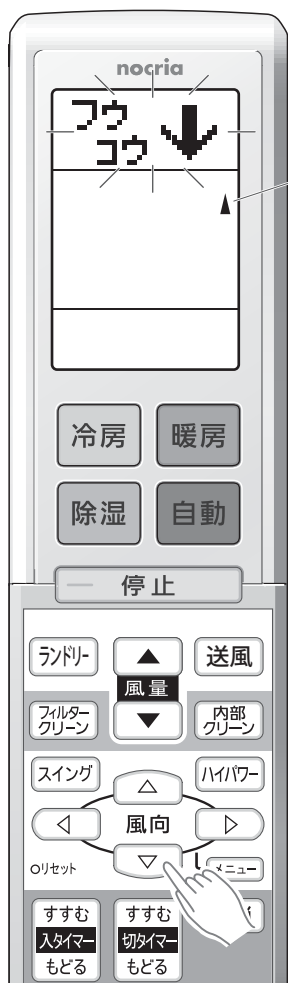 nocria
フウ
コウ
冷房
暖房
除湿
自動
停止
ランドリー
風量
送風
フィルター
クリーン
内部
クリーン
スイング
ハイパワー
風向
リセット
メニュー
すすむ
入タイマー
もどる
すすむ
切タイマー
もどる